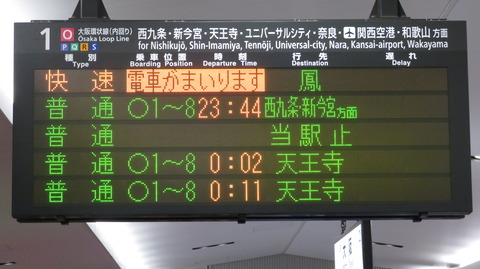 1 O 大阪環状線(内回り) 西九条・新今宮・天王寺・ユニバーサルシティ・奈良・関西空港・和歌山 方面
Osaka Loop Line for Nishikujō, Shin-Imamiya, Tennōji, Universal-city, Nara, Kansai-airport, Wakayama
P Q R S
種別 乗車位置 時刻 行先 遅れ
Type Boarding Position Departure Time Destination Delay
快速 電車がまいります 鳳
普通 ○1~8 23:44 西九条・新今宮方面
普通 当駅止
普通 ○1~8 0:02 天王寺
普通 ○1~8 0:11 天王寺
大阪